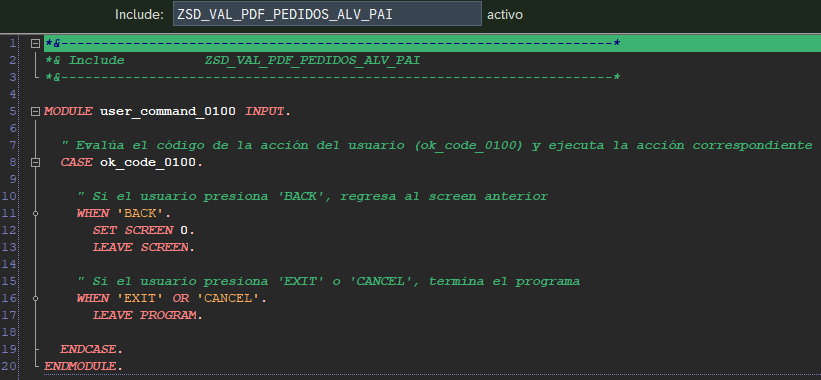 Include: ZSD_VAL_PDF_PEDIDOS_ALV_PAI activo
1 *&---------------------------------------------------------------------*
2 *& Include          ZSD_VAL_PDF_PEDIDOS_ALV_PAI
3 *&---------------------------------------------------------------------*
4
5 MODULE user_command_0100 INPUT.
6
7   " Evalúa el código de la acción del usuario (ok_code_0100) y ejecuta la acción correspondiente
8   CASE ok_code_0100.
9
10     " Si el usuario presiona 'BACK', regresa al screen anterior
11     WHEN 'BACK'.
12       SET SCREEN 0.
13       LEAVE SCREEN.
14
15     " Si el usuario presiona 'EXIT' o 'CANCEL', termina el programa
16     WHEN 'EXIT' OR 'CANCEL'.
17       LEAVE PROGRAM.
18
19   ENDCASE.
20 ENDMODULE.